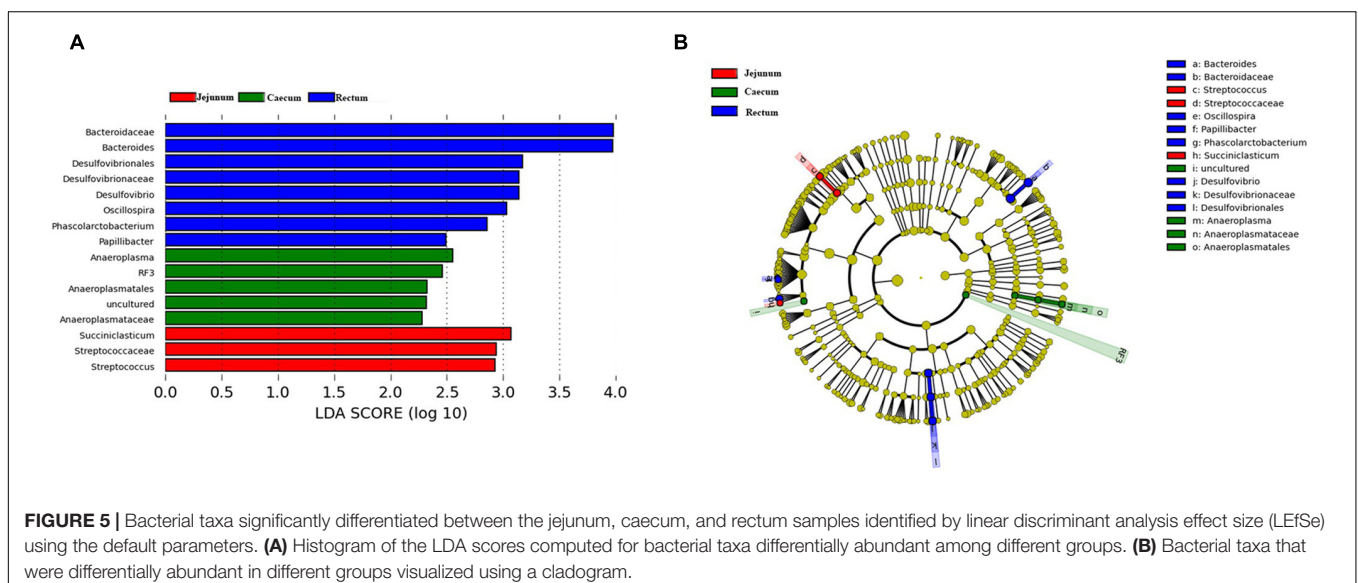 A
Jejunum Caecum Rectum
Bacteroidaceae
Bacteroides
Desulfovibrionales
Desulfovibrionaceae
Desulfovibrio
Oscillospira
Phascolarctobacterium
Papillibacter
Anaeroplasma
RF3
Anaeroplasmatales
uncultured
Anaeroplasmataceae
Succiniclasticum
Streptococcaceae
Streptococcus
0.0 0.5 1.0 1.5 2.0 2.5 3.0 3.5 4.0
LDA SCORE (log 10)
B
Jejunum
Caecum
Rectum
m n o
RF3
K
l
i
a: Bacteroides
b: Bacteroidaceae
c: Streptococcus
d: Streptococcaceae
e: Oscillospira
f: Papillibacter
g: Phascolarctobacterium
h: Succiniclasticum
i: uncultured
j: Desulfovibrio
k: Desulfovibrionaceae
l: Desulfovibrionales
m: Anaeroplasma
n: Anaeroplasmataceae
o: Anaeroplasmatales
FIGURE 5 | Bacterial taxa significantly differentiated between the jejunum, caecum, and rectum samples identified by linear discriminant analysis effect size (LEfSe)
using the default parameters. (A) Histogram of the LDA scores computed for bacterial taxa differentially abundant among different groups. (B) Bacterial taxa that
were differentially abundant in different groups visualized using a cladogram.